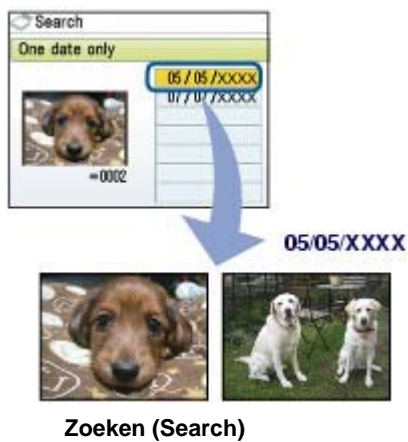 Search
One date only
05/05/XXXX
07/07/XXXX
=0002
05/05/XXXX
Zoeken (Search)